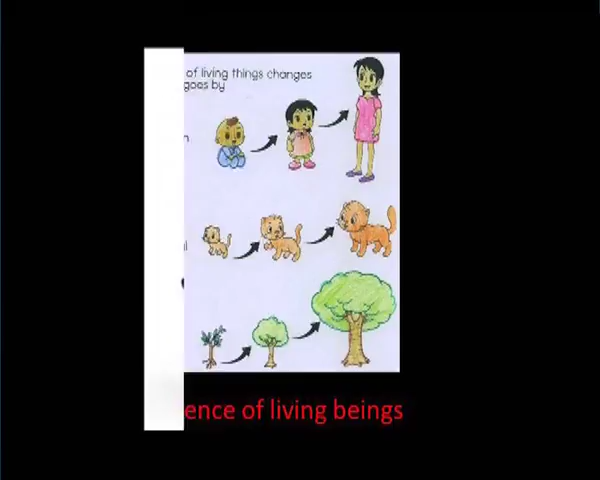 of living things changes
goes by
ence of living beings